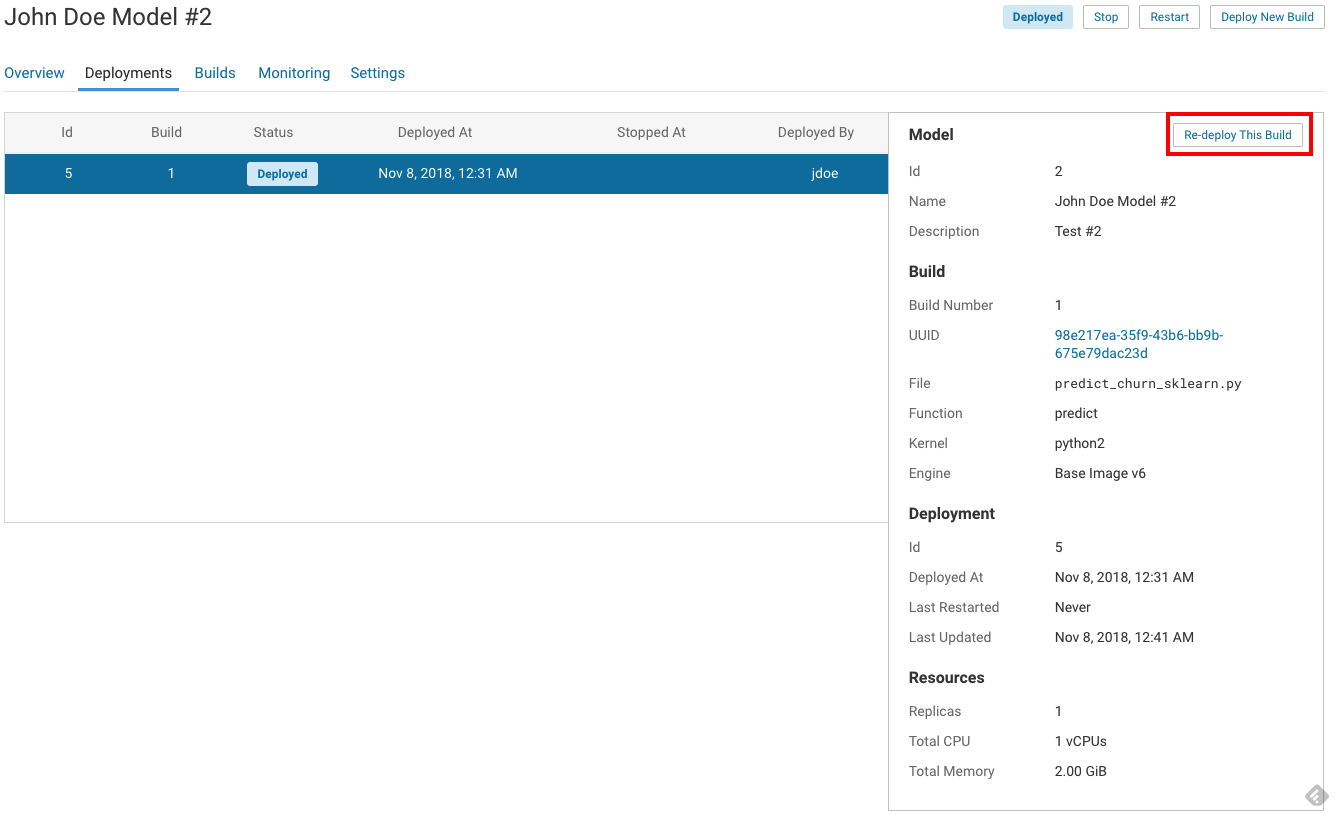 John Doe Model #2
Deployed Stop Restart Deploy New Build
Overview Deployments Builds Monitoring Settings
Id Build Status Deployed At Stopped At Deployed By
5 1 Deployed Nov 8, 2018, 12:31 AM jdoe
Model Re-deploy This Build
Id 2
Name John Doe Model #2
Description Test #2
Build
Build Number 1
UUID 98e217ea-35f9-43b6-bb9b-
675e79dac23d
File predict_churn_sklearn.py
Function predict
Kernel python2
Engine Base Image v6
Deployment
Id 5
Deployed At Nov 8, 2018, 12:31 AM
Last Restarted Never
Last Updated Nov 8, 2018, 12:41 AM
Resources
Replicas 1
Total CPU 1 vCPUs
Total Memory 2.00 GiB